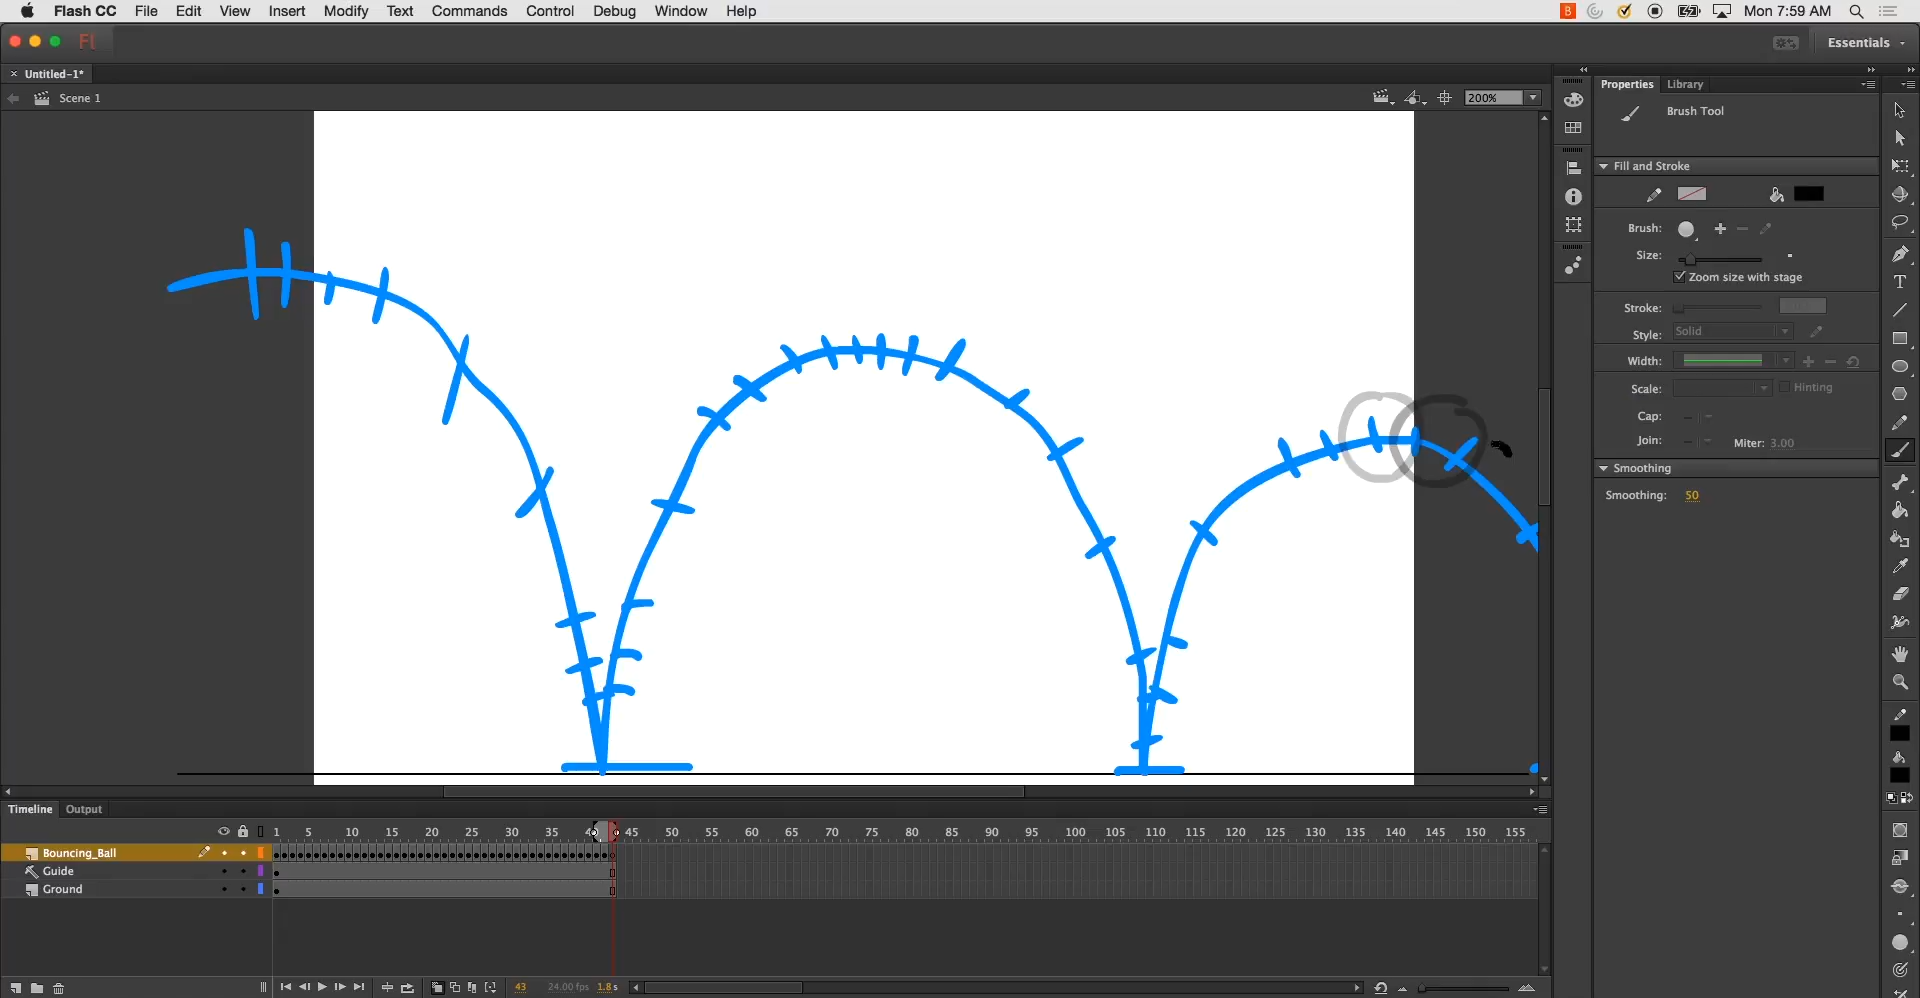 Flash CC File Edit View Insert Modify Text Commands Control Debug Window Help B Mon 7:59 AM
Fl Essentials
× Untitled-1*
Scene 1 200%
Properties Library
Brush Tool
Fill and Stroke
Brush:
Size:
Zoom size with stage
Stroke:
Style: Solid
Width:
Scale: Hinting
Cap:
Join: Miter: 3.00
Smoothing
Smoothing: 50
T
Timeline Output
1 5 10 15 20 25 30 35 45 50 55 60 65 70 75 80 85 90 95 100 105 110 115 120 125 130 135 140 145 150 155
Bouncing_Ball
Guide
Ground
43 24.00 fps 1.8 s